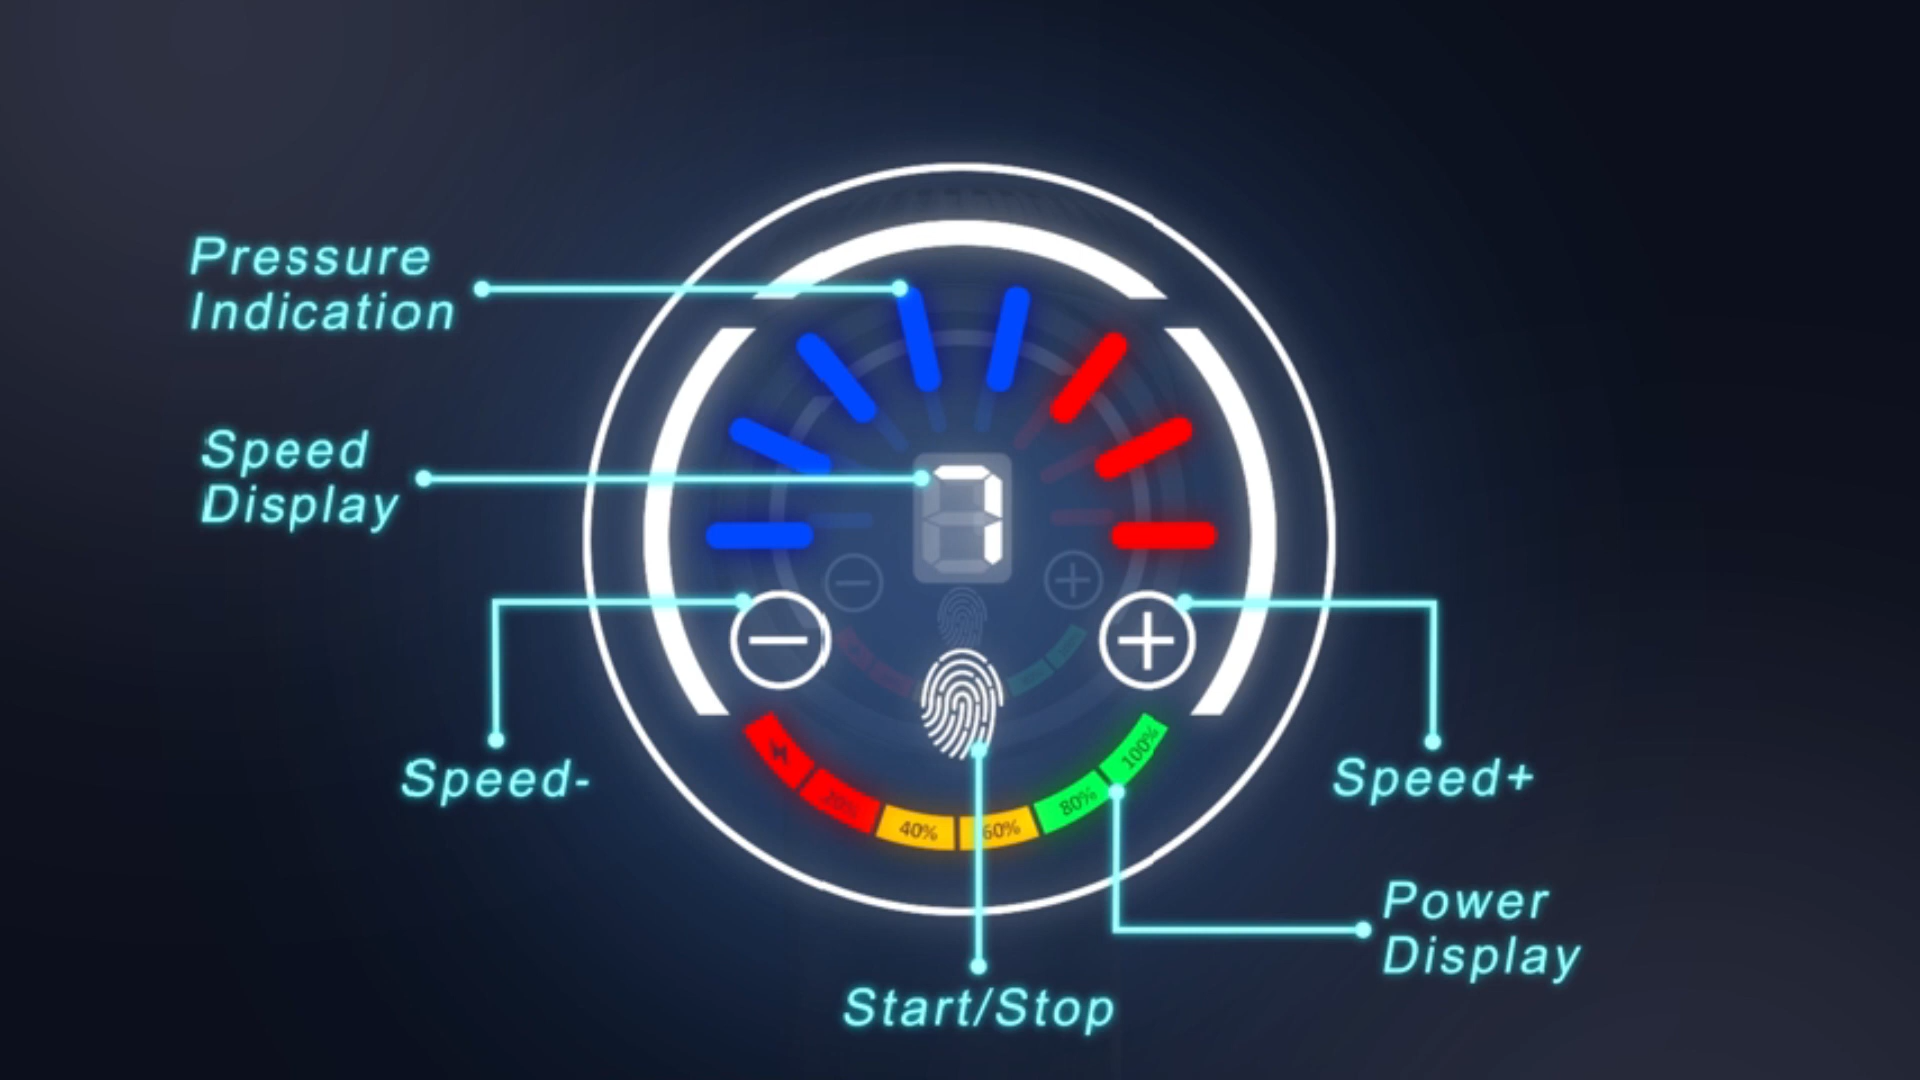 Pressure
Indication
Speed
Display
7
Speed-
Speed+
20%
40%
60%
80%
100%
Power
Display
Start/Stop